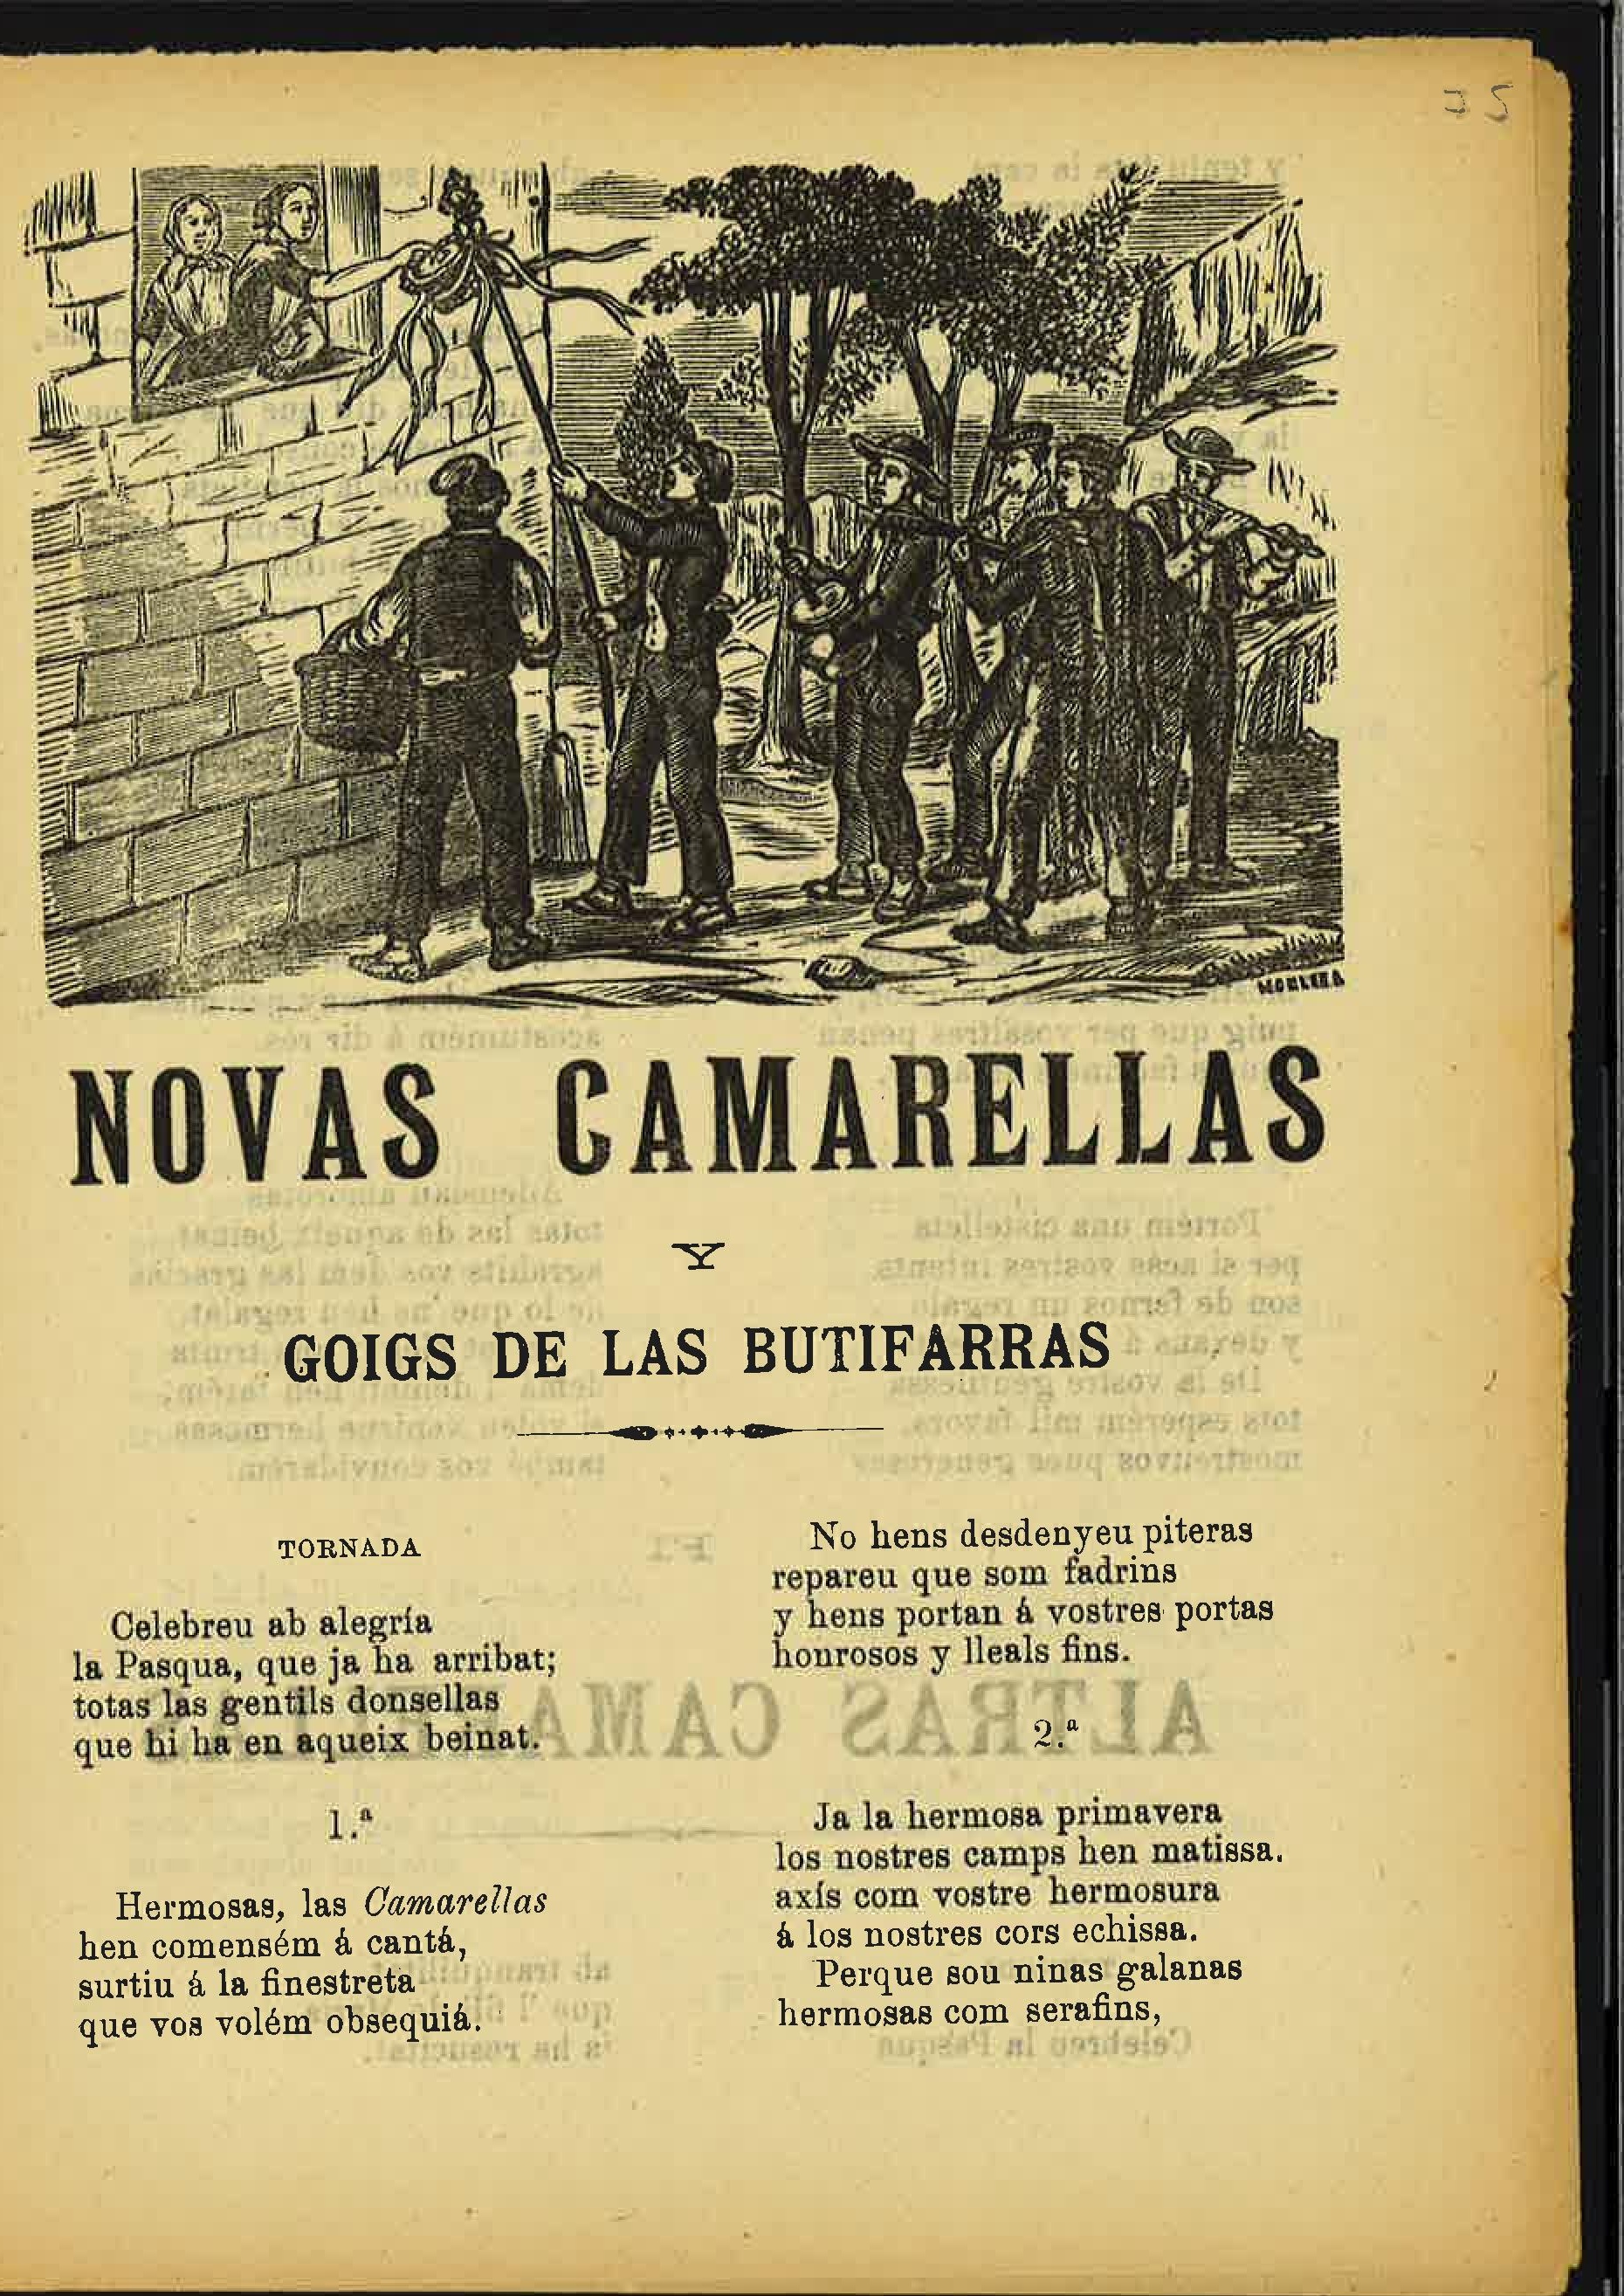 NOVAS CAMARELLAS
Y
GOIGS DE LAS BUTIFARRAS
TORNADA
Celebreu ab alegría
la Pasqua, que ja ha arribat;
totas las gentils donsellas
que hi ha en aqueix beinat.
1.ª
Hermosas, las Camarellas
hen comensém á cantá,
surtiu á la finestreta
que vos volém obsequiá.
No hens desdenyeu piteras
repareu que som fadrins
y hens portan á vostres portas
honrosos y lleals fins.
2.ª
Ja la hermosa primavera
los nostres camps hen matissa.
axís com vostre hermosura
á los nostres cors echissa.
Perque sou ninas galanas
hermosas com serafins,